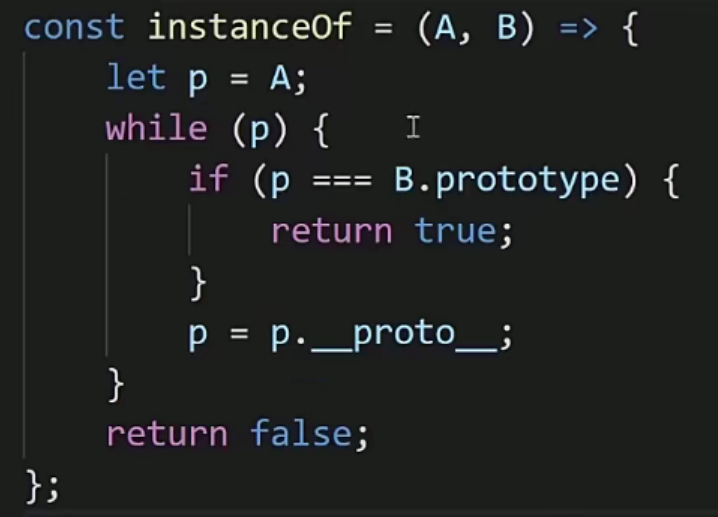 const instanceOf = (A, B) => {
    let p = A;
    while (p) {
        if (p === B.prototype) {
            return true;
        }
        p = p.__proto__;
    }
    return false;
};